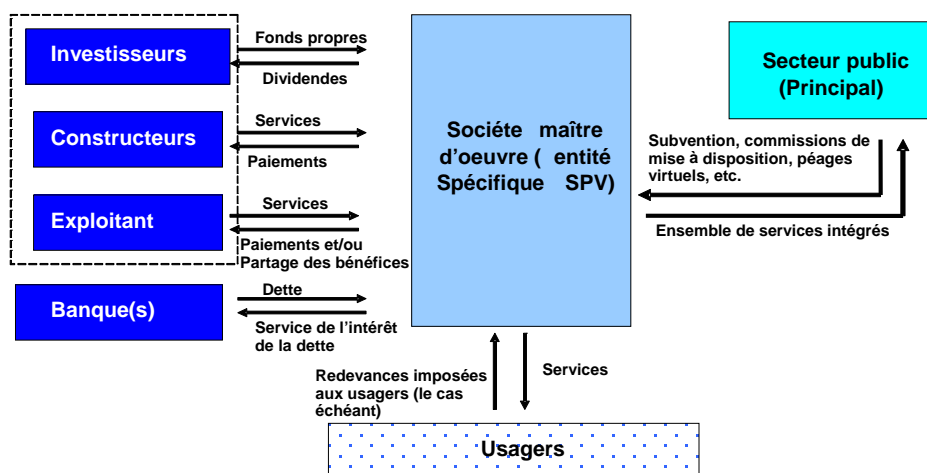 Investisseurs
Fonds propres
Dividendes
Constructeurs
Services
Paiements
Exploitant
Services
Paiements et/ou
Partage des bénéfices
Banque(s)
Dette
Service de l'intérêt
de la dette
Sociéte maître
d'oeuvre ( entité
Spécifique SPV)
Secteur public
(Principal)
Subvention, commissions de
mise à disposition, péages
virtuels, etc.
Ensemble de services intégrés
Redevances imposées
aux usagers (le cas
échéant)
Services
Usagers